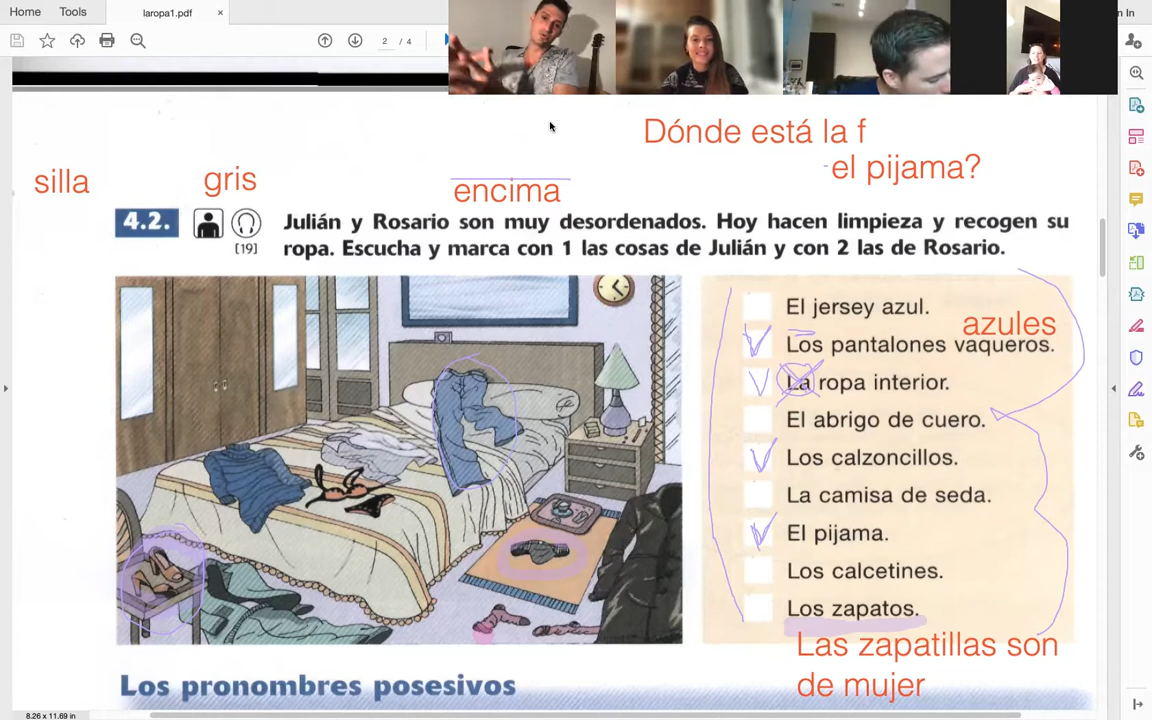 Home
Tools
laropa1.pdf
×
2 / 4
n In
Dónde está la f
el pijama?
silla
gris
encima
4.2.
[19]
Julián y Rosario son muy desordenados. Hoy hacen limpieza y recogen su
ropa. Escucha y marca con 1 las cosas de Julián y con 2 las de Rosario.
El jersey azul.
azules
Los pantalones vaqueros.
La ropa interior.
El abrigo de cuero.
Los calzoncillos.
La camisa de seda.
El pijama.
Los calcetines.
Los zapatos.
Las zapatillas son
de mujer
Los pronombres posesivos
8.26 x 11.69 in